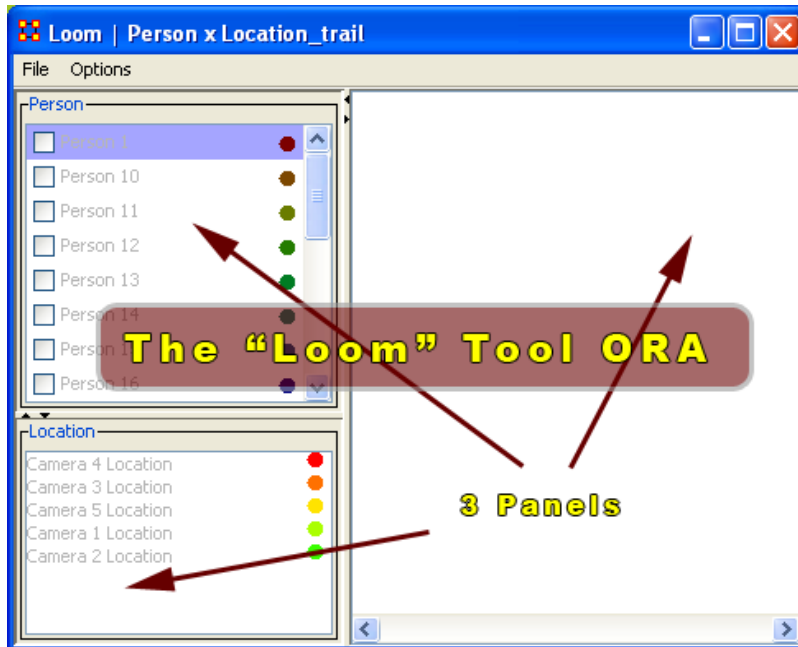 Loom | Person x Location_trail
File Options
Person
Person 1
Person 10
Person 11
Person 12
Person 13
Person 14
The “Loom” Tool ORA
Person 16
Location
Camera 4 Location
Camera 3 Location
Camera 5 Location
Camera 1 Location
Camera 2 Location
3 Panels